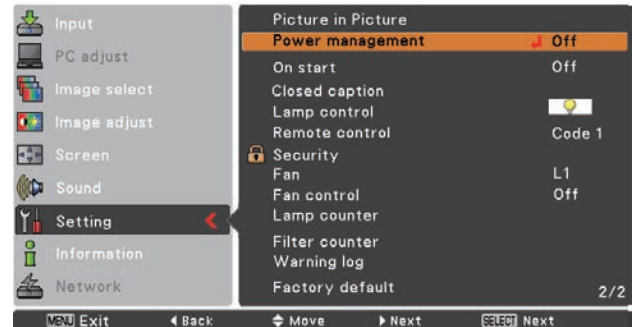 Input
PC adjust
Image select
Image adjust
Screen
Sound
Setting
Information
Network
Picture in Picture
Power management Off
On start Off
Closed caption
Lamp control
Remote control Code 1
Security
Fan L1
Fan control Off
Lamp counter
Filter counter
Warning log
Factory default 2/2
MENU Exit Back Move Next SELECT Next